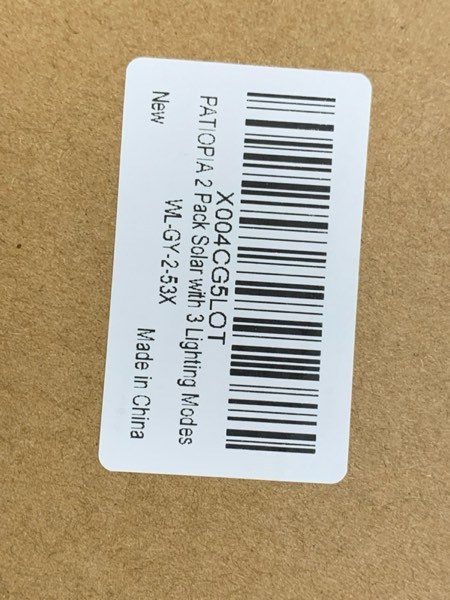 X004CG5LOT
PATIOPIA 2 Pack Solar with 3 Lighting Modes
WL-GY-2-53X
New Made in China